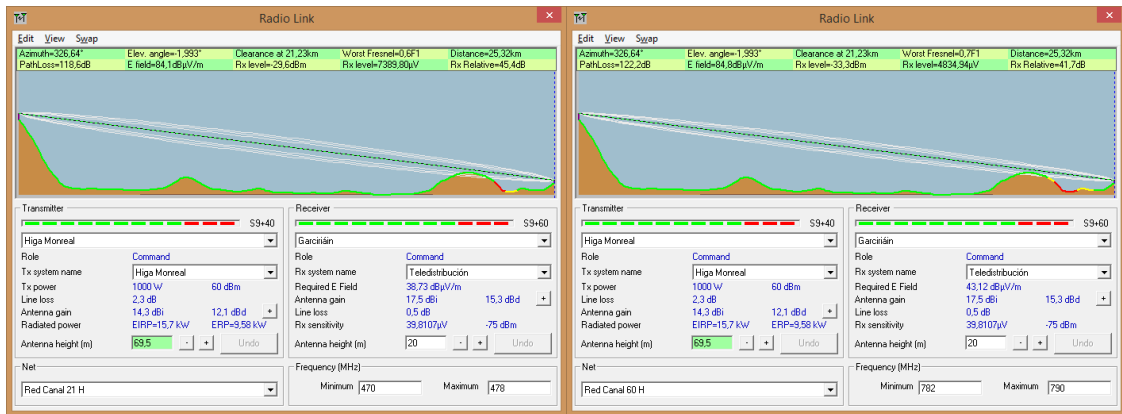 Radio Link
Edit View Swap
Azimuth=326,64° Elev. angle=-1,993° Clearance at 21,23km Worst Fresnel=0,6F1 Distance=25,32km
PathLoss=118,6dB E field=84,1dBµV/m Rx level=-29,6dBm Rx level=7389,80µV Rx Relative=45,4dB
Transmitter
S9+40
Higa Monreal
Role Command
Tx system name Higa Monreal
Tx power 1000 W 60 dBm
Line loss 2,3 dB
Antenna gain 14,3 dBi 12,1 dBd +
Radiated power EIRP=15,7 kW ERP=9,58 kW
Antenna height (m) 69,5 - + Undo
Receiver
S9+60
Garciriáin
Role Command
Rx system name Teledistribución
Required E Field 38,73 dBµV/m
Antenna gain 17,5 dBi 15,3 dBd +
Line loss 0,5 dB
Rx sensitivity 39,8107µV -75 dBm
Antenna height (m) 20 - + Undo
Net
Red Canal 21 H
Frequency (MHz)
Minimum 470 Maximum 478
Radio Link
Edit View Swap
Azimuth=326,64° Elev. angle=-1,993° Clearance at 21,23km Worst Fresnel=0,7F1 Distance=25,32km
PathLoss=122,2dB E field=84,8dBµV/m Rx level=-33,3dBm Rx level=4834,94µV Rx Relative=41,7dB
Transmitter
S9+40
Higa Monreal
Role Command
Tx system name Higa Monreal
Tx power 1000 W 60 dBm
Line loss 2,3 dB
Antenna gain 14,3 dBi 12,1 dBd +
Radiated power EIRP=15,7 kW ERP=9,58 kW
Antenna height (m) 69,5 - + Undo
Receiver
S9+60
Garciriáin
Role Command
Rx system name Teledistribución
Required E Field 43,12 dBµV/m
Antenna gain 17,5 dBi 15,3 dBd +
Line loss 0,5 dB
Rx sensitivity 39,8107µV -75 dBm
Antenna height (m) 20 - + Undo
Net
Red Canal 60 H
Frequency (MHz)
Minimum 782 Maximum 790